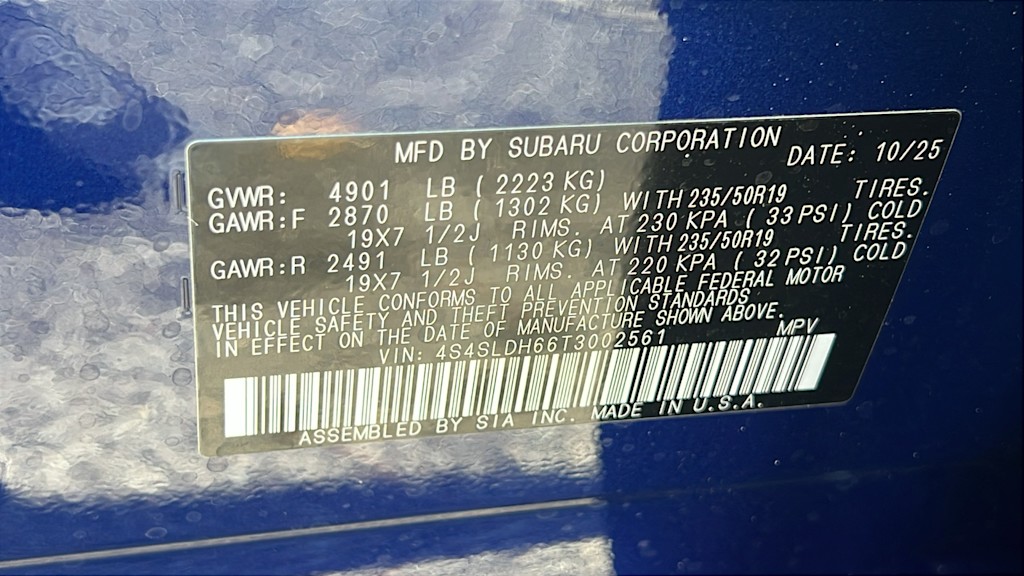 MFD BY SUBARU CORPORATION DATE: 10/25
GVWR: 4901 LB ( 2223 KG)
GAWR:F 2870 LB ( 1302 KG) WITH 235/50R19 TIRES.
19X7 1/2J RIMS. AT 230 KPA ( 33 PSI) COLD
GAWR:R 2491 LB ( 1130 KG) WITH 235/50R19 TIRES.
19X7 1/2J RIMS. AT 220 KPA ( 32 PSI) COLD
THIS VEHICLE CONFORMS TO ALL APPLICABLE FEDERAL MOTOR
VEHICLE SAFETY AND THEFT PREVENTION STANDARDS
IN EFFECT ON THE DATE OF MANUFACTURE SHOWN ABOVE.
VIN: 4S4SLDH66T3002561 MPV
ASSEMBLED BY SIA INC. MADE IN U.S.A.